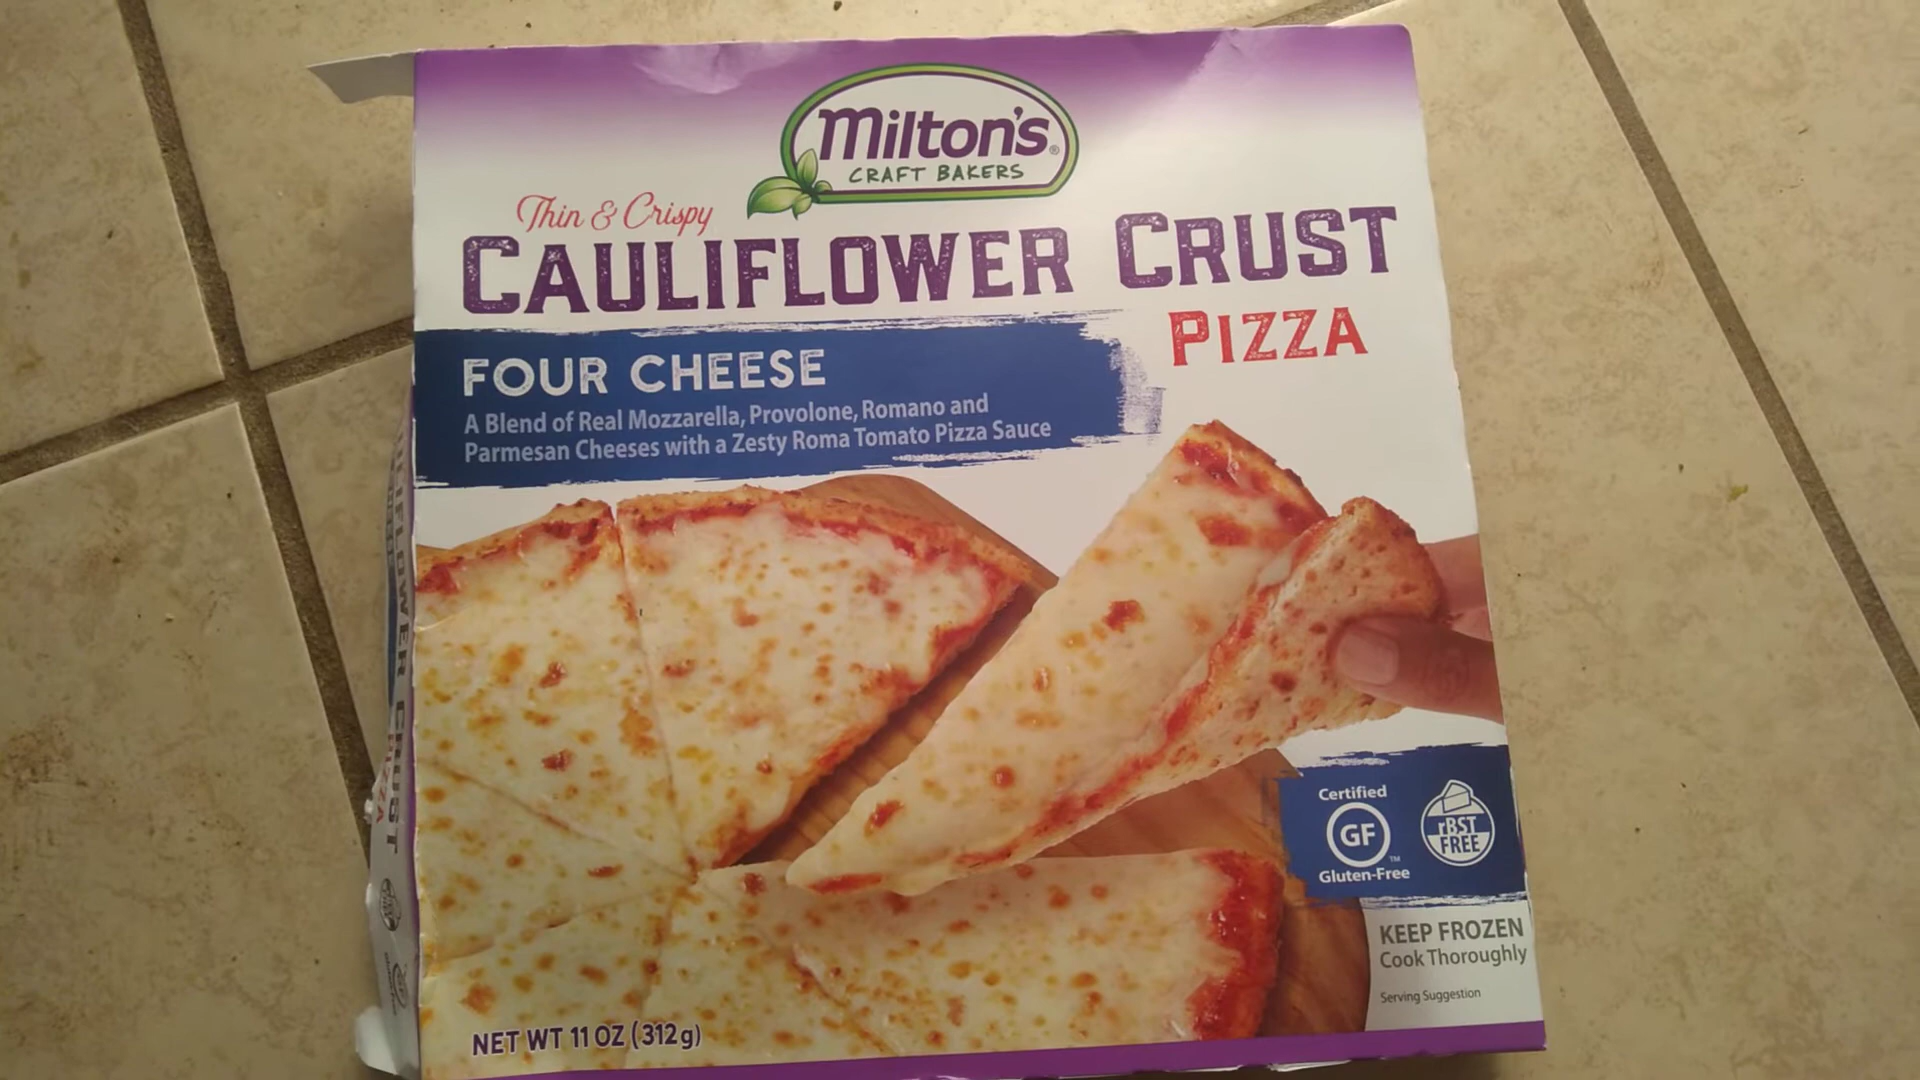 Milton's®
CRAFT BAKERS
Thin & Crispy
CAULIFLOWER CRUST
PIZZA
FOUR CHEESE
A Blend of Real Mozzarella, Provolone, Romano and
Parmesan Cheeses with a Zesty Roma Tomato Pizza Sauce
Certified
GF™
Gluten-Free
rBST
FREE
KEEP FROZEN
Cook Thoroughly
Serving Suggestion
NET WT 11 OZ (312g)
CAULIFLOWER CRUST
PIZZA